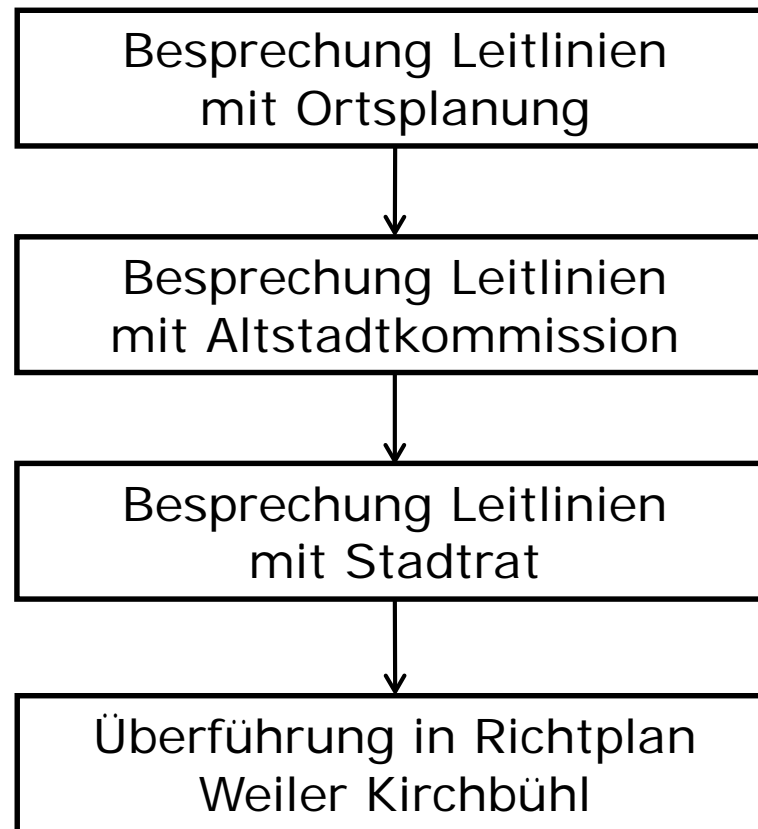 Besprechung Leitlinien
mit Ortsplanung
Besprechung Leitlinien
mit Altstadtkommission
Besprechung Leitlinien
mit Stadtrat
Überführung in Richtplan
Weiler Kirchbühl